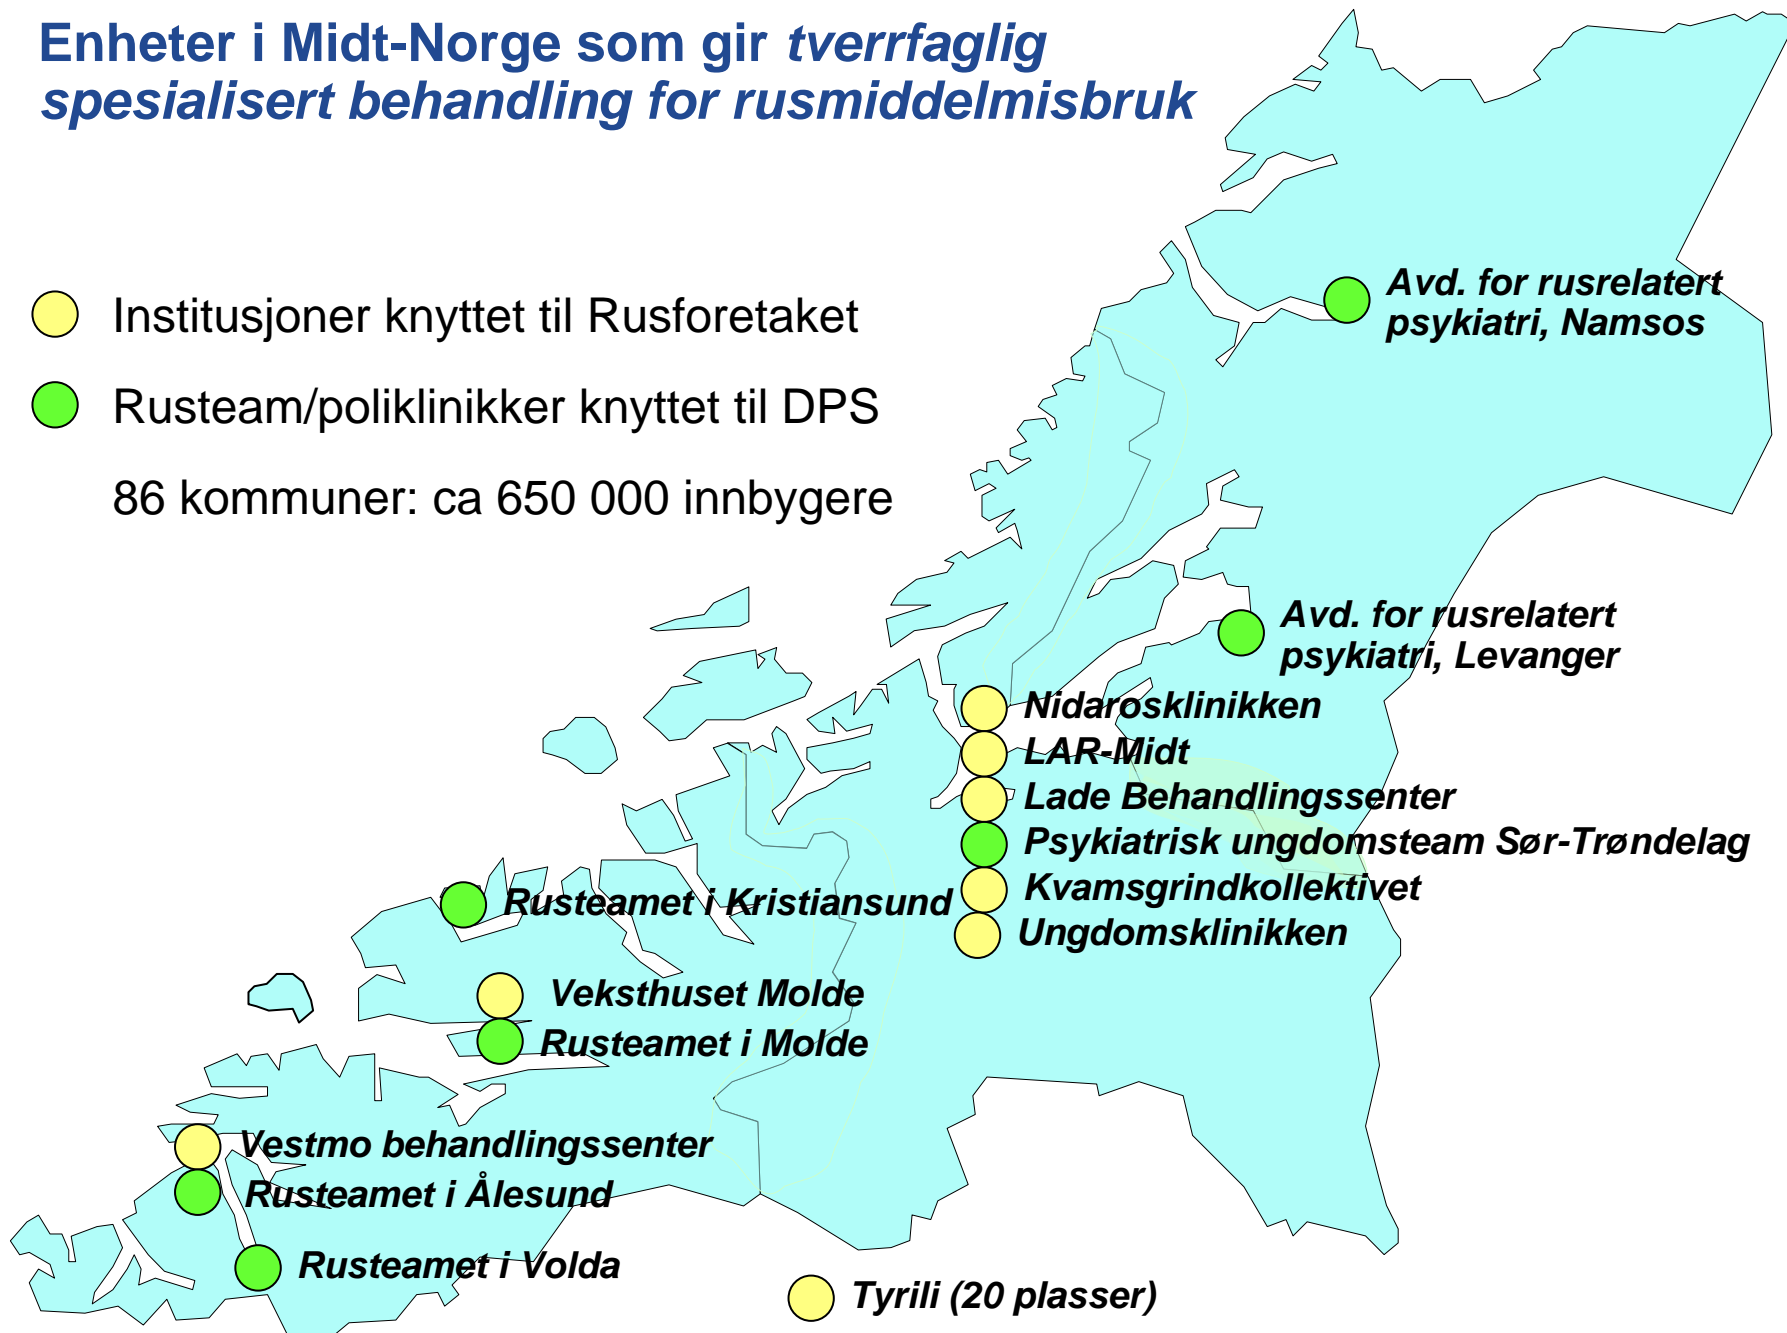 Enheter i Midt-Norge som gir tverrfaglig
spesialisert behandling for rusmiddelmisbruk
Institusjoner knyttet til Rusforetaket
Rusteam/poliklinikker knyttet til DPS
86 kommuner: ca 650 000 innbygere
Avd. for rusrelatert
psykiatri, Namsos
Avd. for rusrelatert
psykiatri, Levanger
Nidarosklinikken
LAR-Midt
Lade Behandlingssenter
Psykiatrisk ungdomsteam Sør-Trøndelag
Kvamsgrindkollektivet
Ungdomsklinikken
Rusteamet i Kristiansund
Veksthuset Molde
Rusteamet i Molde
Vestmo behandlingssenter
Rusteamet i Ålesund
Rusteamet i Volda
Tyrili (20 plasser)